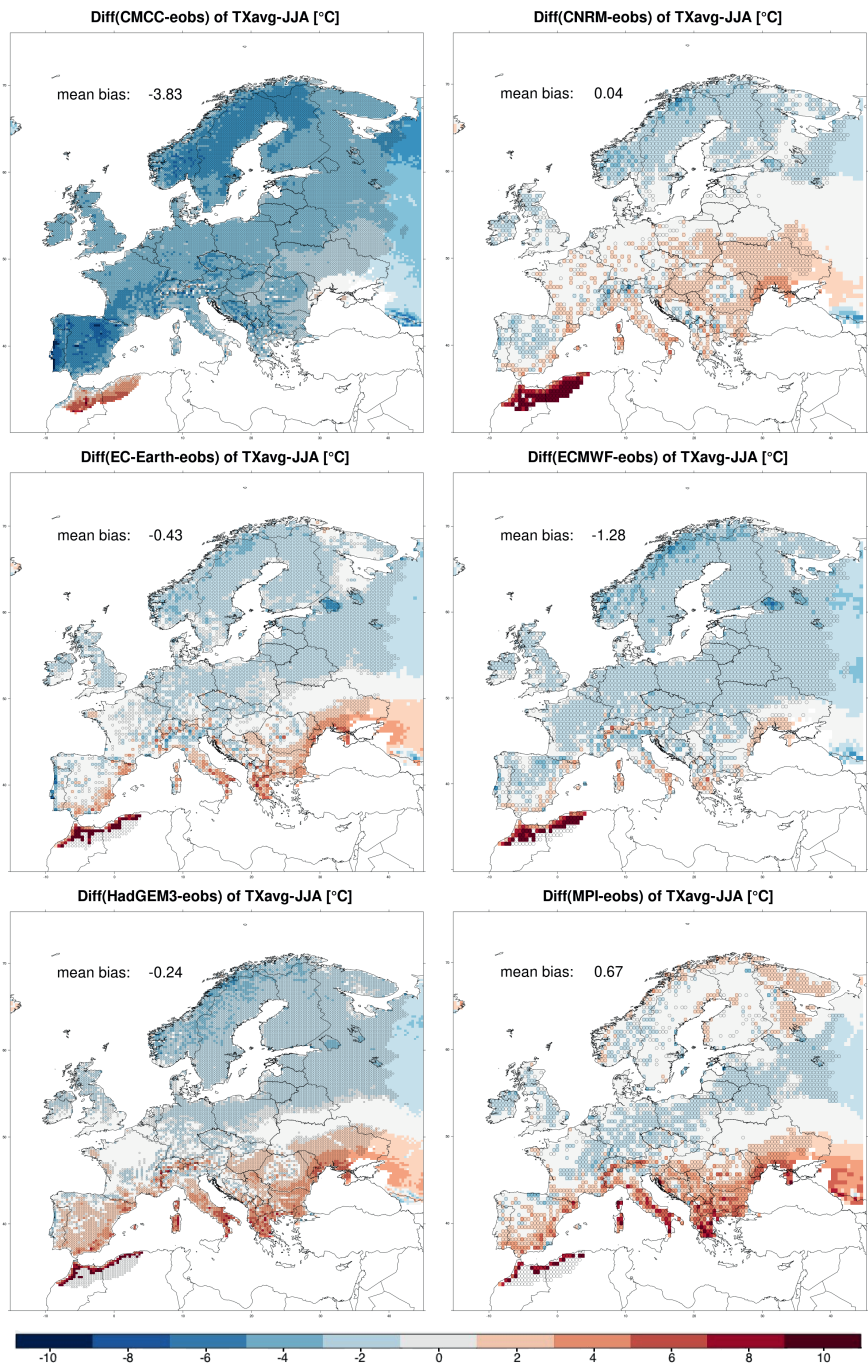 Diff(CMCC-eobs) of TXavg-JJA [°C]
mean bias: -3.83
Diff(CNRM-eobs) of TXavg-JJA [°C]
mean bias: 0.04
Diff(EC-Earth-eobs) of TXavg-JJA [°C]
mean bias: -0.43
Diff(ECMWF-eobs) of TXavg-JJA [°C]
mean bias: -1.28
Diff(HadGEM3-eobs) of TXavg-JJA [°C]
mean bias: -0.24
Diff(MPI-eobs) of TXavg-JJA [°C]
mean bias: 0.67
-10 -8 -6 -4 -2 0 2 4 6 8 10